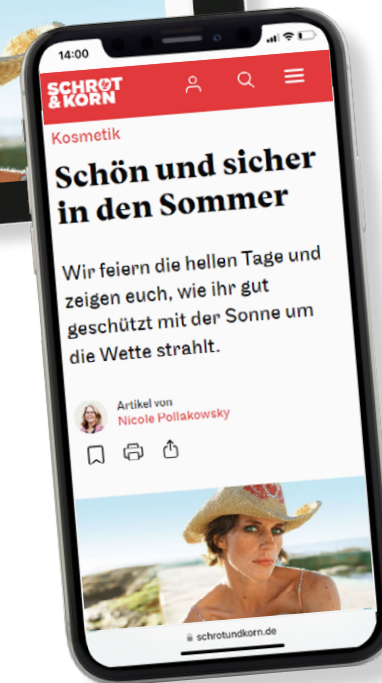 14:00
SCHROT
& KORN
Kosmetik
Schön und sicher
in den Sommer
Wir feiern die hellen Tage und
zeigen euch, wie ihr gut
geschützt mit der Sonne um
die Wette strahlt.
Artikel von
Nicole Pollakowsky
schrotundkorn.de